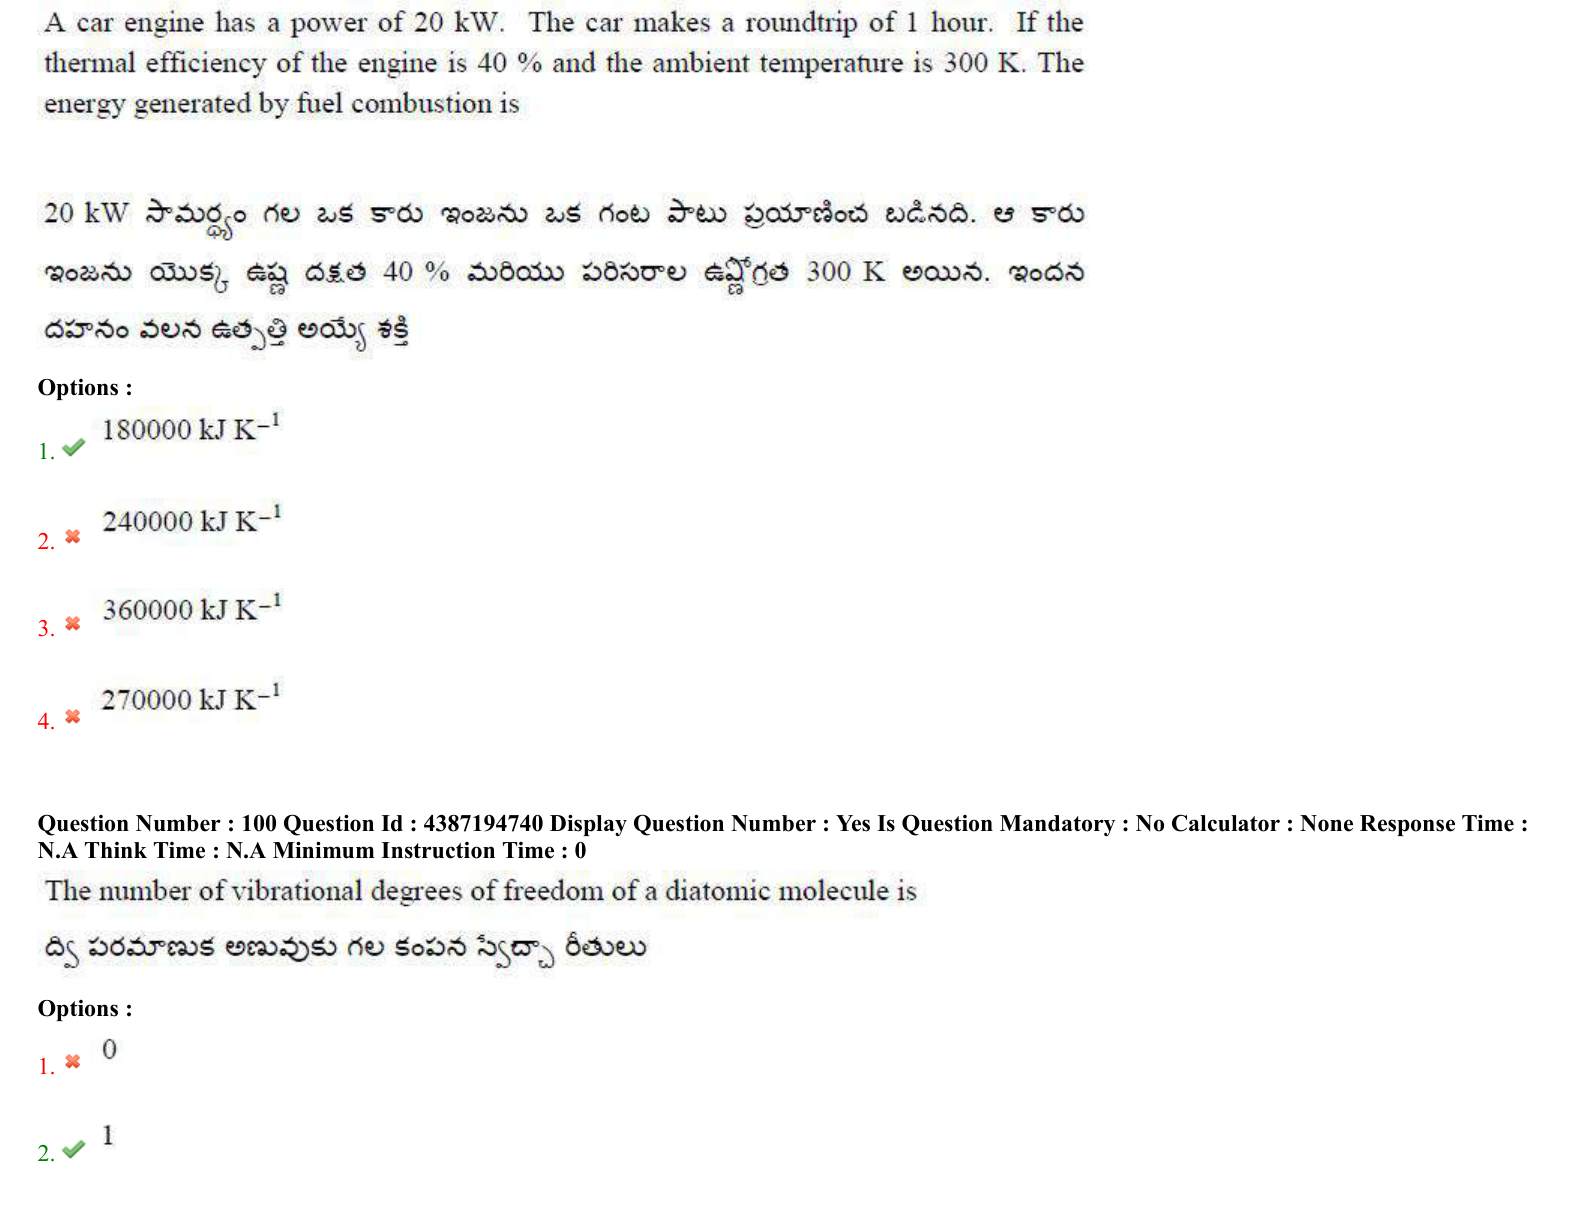 A car engine has a power of 20 kW. The car makes a roundtrip of 1 hour. If the
thermal efficiency of the engine is 40 % and the ambient temperature is 300 K. The
energy generated by fuel combustion is
20 kW సామర్థ్యం గల ఒక కారు ఇంజను ఒక గంట పాటు ప్రయాణించ బడినది. ఆ కారు
ఇంజను యొక్క ఉష్ణ దక్షత 40 % మరియు పరిసరాల ఉష్ణోగ్రత 300 K అయిన. ఇందన
దహనం వలన ఉత్పత్తి అయ్యే శక్తి
Options :
1. 180000 kJ K⁻¹
2. 240000 kJ K⁻¹
3. 360000 kJ K⁻¹
4. 270000 kJ K⁻¹
Question Number : 100 Question Id : 4387194740 Display Question Number : Yes Is Question Mandatory : No Calculator : None Response Time :
N.A Think Time : N.A Minimum Instruction Time : 0
The number of vibrational degrees of freedom of a diatomic molecule is
ద్వి పరమాణుక అణువుకు గల కంపన స్వేచ్ఛా రీతులు
Options :
1. 0
2. 1